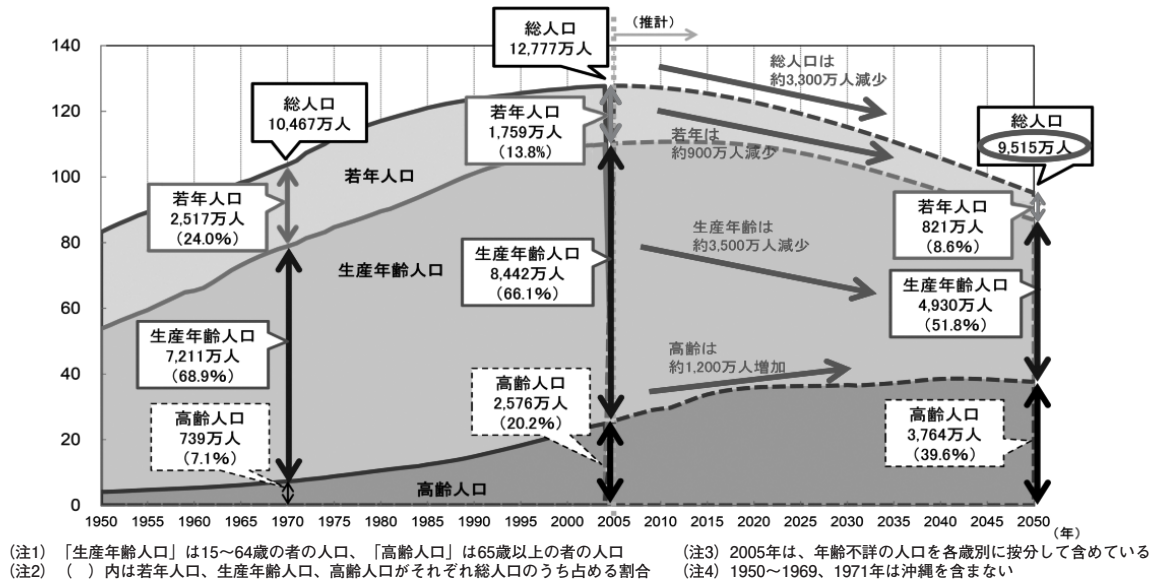 (推計)
総人口
12,777万人
総人口は
約3,300万人減少
総人口
10,467万人
若年人口
1,759万人
(13.8%)
若年は
約900万人減少
総人口
9,515万人
若年人口
若年人口
2,517万人
(24.0%)
若年人口
821万人
(8.6%)
生産年齢人口
生産年齢人口
8,442万人
(66.1%)
生産年齢は
約3,500万人減少
生産年齢人口
4,930万人
(51.8%)
生産年齢人口
7,211万人
(68.9%)
高齢は
約1,200万人増加
高齢人口
2,576万人
(20.2%)
高齢人口
739万人
(7.1%)
高齢人口
3,764万人
(39.6%)
高齢人口
140
120
100
80
60
40
20
0
1950 1955 1960 1965 1970 1975 1980 1985 1990 1995 2000 2005 2010 2015 2020 2025 2030 2035 2040 2045 2050 (年)
(注1) 「生産年齢人口」は15~64歳の者の人口、「高齢人口」は65歳以上の者の人口
(注2) ( )内は若年人口、生産年齢人口、高齢人口がそれぞれ総人口のうち占める割合
(注3) 2005年は、年齢不詳の人口を各歳別に按分して含めている
(注4) 1950~1969、1971年は沖縄を含まない